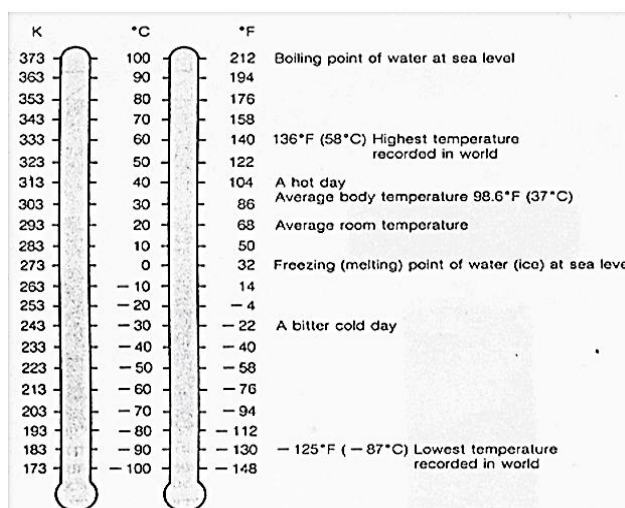 K °C °F
373 100 212 Boiling point of water at sea level
363 90 194
353 80 176
343 70 158
333 60 140 136°F (58°C) Highest temperature
recorded in world
323 50 122
313 40 104 A hot day
Average body temperature 98.6°F (37°C)
303 30 86
293 20 68 Average room temperature
283 10 50
273 0 32 Freezing (melting) point of water (ice) at sea leve
263 −10 14
253 −20 −4
243 −30 −22 A bitter cold day
233 −40 −40
223 −50 −58
213 −60 −76
203 −70 −94
193 −80 −112
183 −90 −130 −125°F (−87°C) Lowest temperature
recorded in world
173 −100 −148